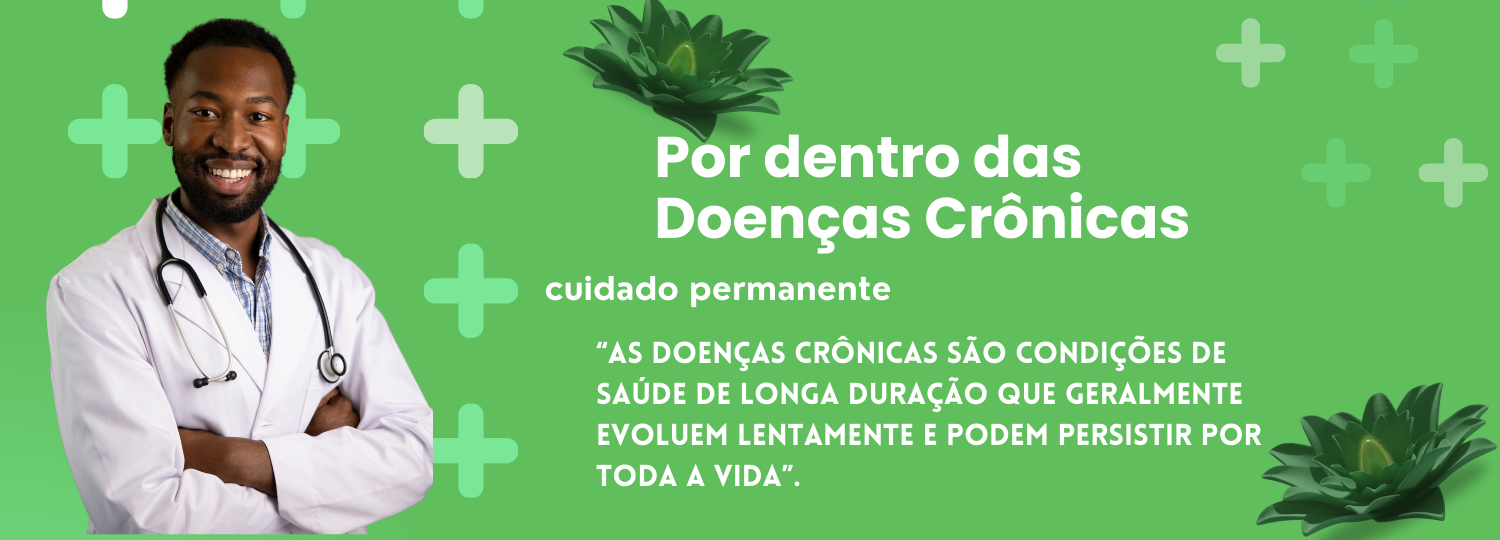 Por dentro das
Doenças Crônicas
cuidado permanente
“AS DOENÇAS CRÔNICAS SÃO CONDIÇÕES DE
SAÚDE DE LONGA DURAÇÃO QUE GERALMENTE
EVOLUEM LENTAMENTE E PODEM PERSISTIR POR
TODA A VIDA”.